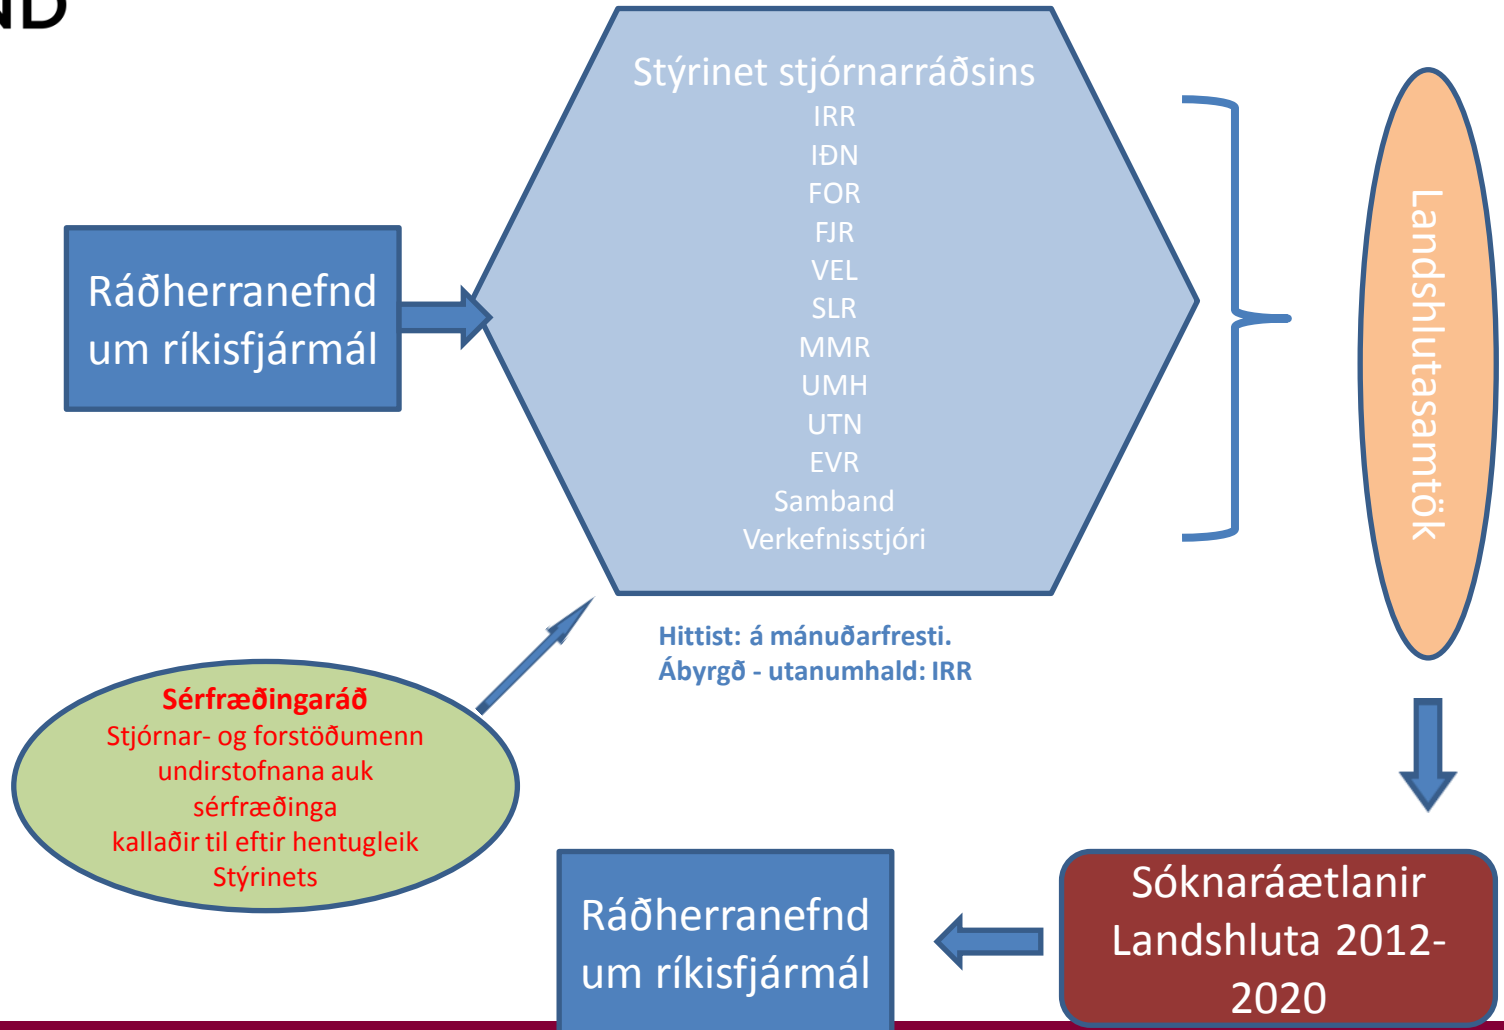 ND
Stýrinet stjórnarráðsins
IRR
IÐN
FOR
FJR
VEL
SLR
MMR
UMH
UTN
EVR
Samband
Verkefnisstjóri
Ráðherranefnd
um ríkisfjármál
Landshlutasamtök
Hittist: á mánuðarfresti.
Ábyrgð - utanumhald: IRR
Sérfræðingaráð
Stjórnar- og forstöðumenn
undirstofnana auk
sérfræðinga
kallaðir til eftir hentugleik
Stýrinets
Ráðherranefnd
um ríkisfjármál
Sóknaráætlanir
Landshluta 2012-
2020